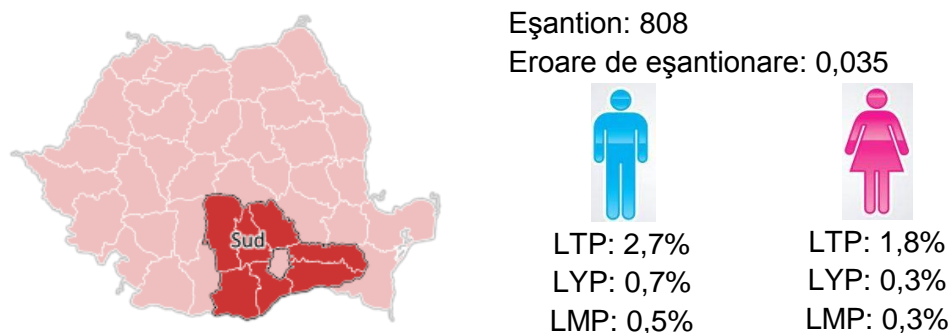 Eşantion: 808
Eroare de eşantionare: 0,035
Sud
LTP: 2,7%
LYP: 0,7%
LMP: 0,5%
LTP: 1,8%
LYP: 0,3%
LMP: 0,3%